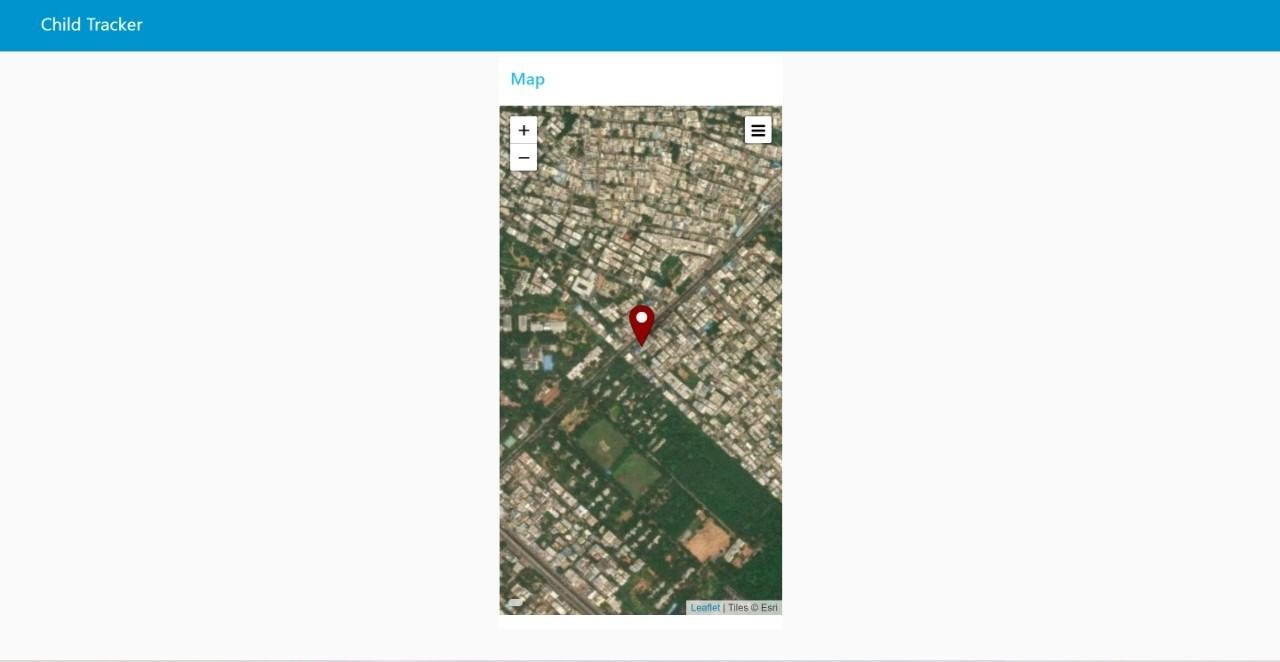 Child Tracker
Map
+
−
Leaflet | Tiles © Esri